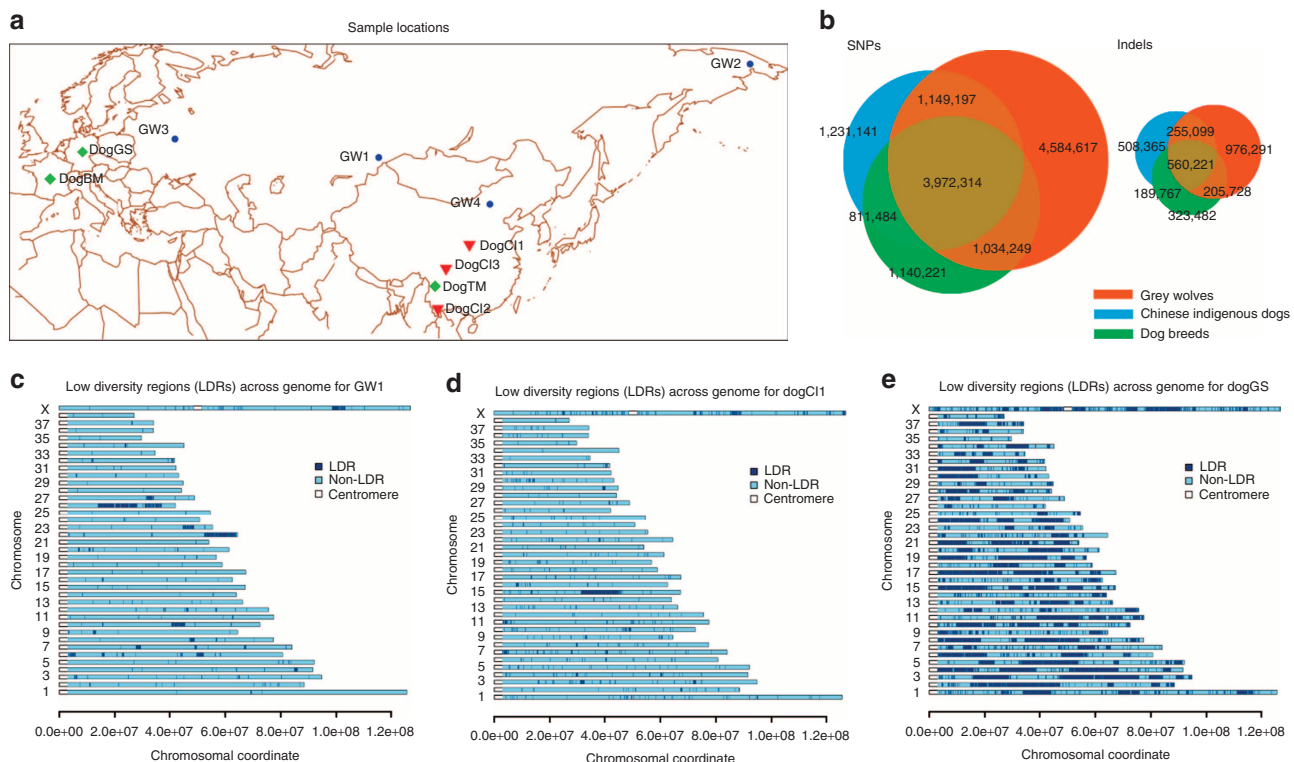 a
Sample locations
GW2
GW3
DogGS
GW1
DogBM
GW4
DogCI1
DogCI3
DogTM
DogCI2
b
SNPs
Indels
1,149,197
1,231,141
4,584,617
3,972,314
811,484
1,034,249
1,140,221
255,099
508,365
976,291
560,221
189,767
205,728
323,482
Grey wolves
Chinese indigenous dogs
Dog breeds
c
Low diversity regions (LDRs) across genome for GW1
X
37
35
33
31
29
27
25
23
21
19
17
15
13
11
9
7
5
3
1
Chromosome
LDR
Non-LDR
Centromere
0.0e+00 2.0e+07 4.0e+07 6.0e+07 8.0e+07 1.0e+08 1.2e+08
Chromosomal coordinate
d
Low diversity regions (LDRs) across genome for dogCI1
X
37
35
33
31
29
27
25
23
21
19
17
15
13
11
9
7
5
3
1
Chromosome
LDR
Non-LDR
Centromere
0.0e+00 2.0e+07 4.0e+07 6.0e+07 8.0e+07 1.0e+08 1.2e+08
Chromosomal coordinate
e
Low diversity regions (LDRs) across genome for dogGS
X
37
35
33
31
29
27
25
23
21
19
17
15
13
11
9
7
5
3
1
Chromosome
LDR
Non-LDR
Centromere
0.0e+00 2.0e+07 4.0e+07 6.0e+07 8.0e+07 1.0e+08 1.2e+08
Chromosomal coordinate